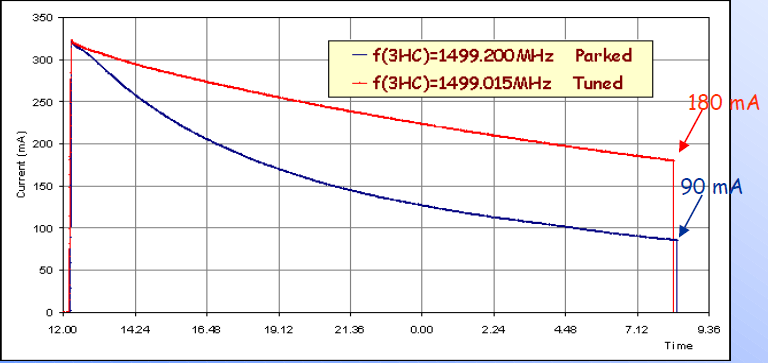 350
300
250
200
150
100
50
0
Current (mA)
f(3HC)=1499.200MHz Parked
f(3HC)=1499.015MHz Tuned
180 mA
90 mA
12.00 14.24 16.48 19.12 21.36 0.00 2.24 4.48 7.12 9.36
Time